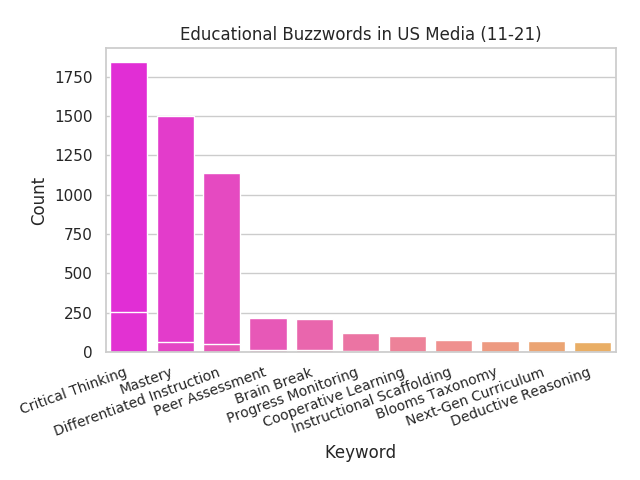 Educational Buzzwords in US Media (11-21)
Count
1750
1500
1250
1000
750
500
250
0
Critical Thinking
Mastery
Differentiated Instruction
Peer Assessment
Brain Break
Progress Monitoring
Cooperative Learning
Instructional Scaffolding
Blooms Taxonomy
Next-Gen Curriculum
Deductive Reasoning
Keyword